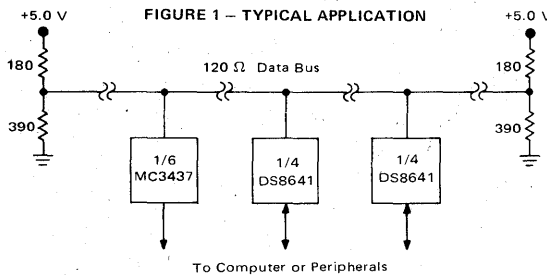 FIGURE 1 – TYPICAL APPLICATION
+5.0 V
+5.0 V
180
120 Ω Data Bus
180
390
390
1/6
MC3437
1/4
DS8641
1/4
DS8641
To Computer or Peripherals